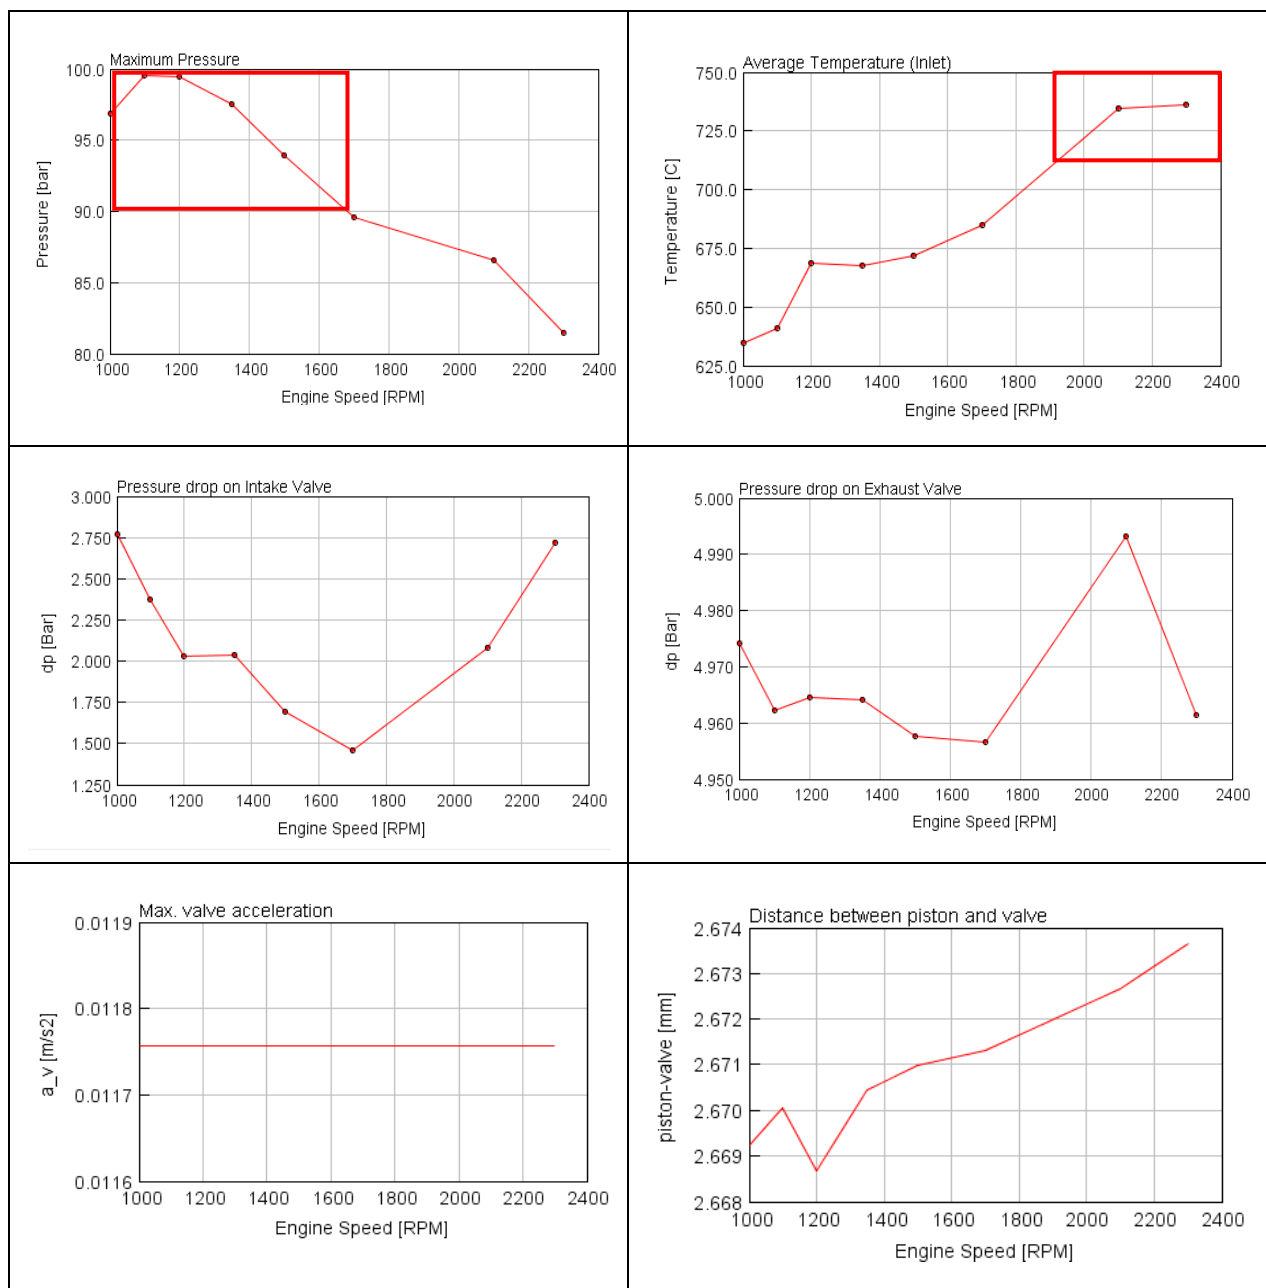 Maximum Pressure
100.0
95.0
90.0
85.0
80.0
Pressure [bar]
1000 1200 1400 1600 1800 2000 2200 2400
Engine Speed [RPM]
Average Temperature (Inlet)
750.0
725.0
700.0
675.0
650.0
625.0
Temperature [C]
1000 1200 1400 1600 1800 2000 2200 2400
Engine Speed [RPM]
Pressure drop on Intake Valve
3.000
2.750
2.500
2.250
2.000
1.750
1.500
1.250
dp [Bar]
1000 1200 1400 1600 1800 2000 2200 2400
Engine Speed [RPM]
Pressure drop on Exhaust Valve
5.000
4.990
4.980
4.970
4.960
4.950
dp [Bar]
1000 1200 1400 1600 1800 2000 2200 2400
Engine Speed [RPM]
Max. valve acceleration
0.0119
0.0118
0.0117
0.0116
a_v [m/s2]
1000 1200 1400 1600 1800 2000 2200 2400
Engine Speed [RPM]
Distance between piston and valve
2.674
2.673
2.672
2.671
2.670
2.669
2.668
piston-valve [mm]
1000 1200 1400 1600 1800 2000 2200 2400
Engine Speed [RPM]